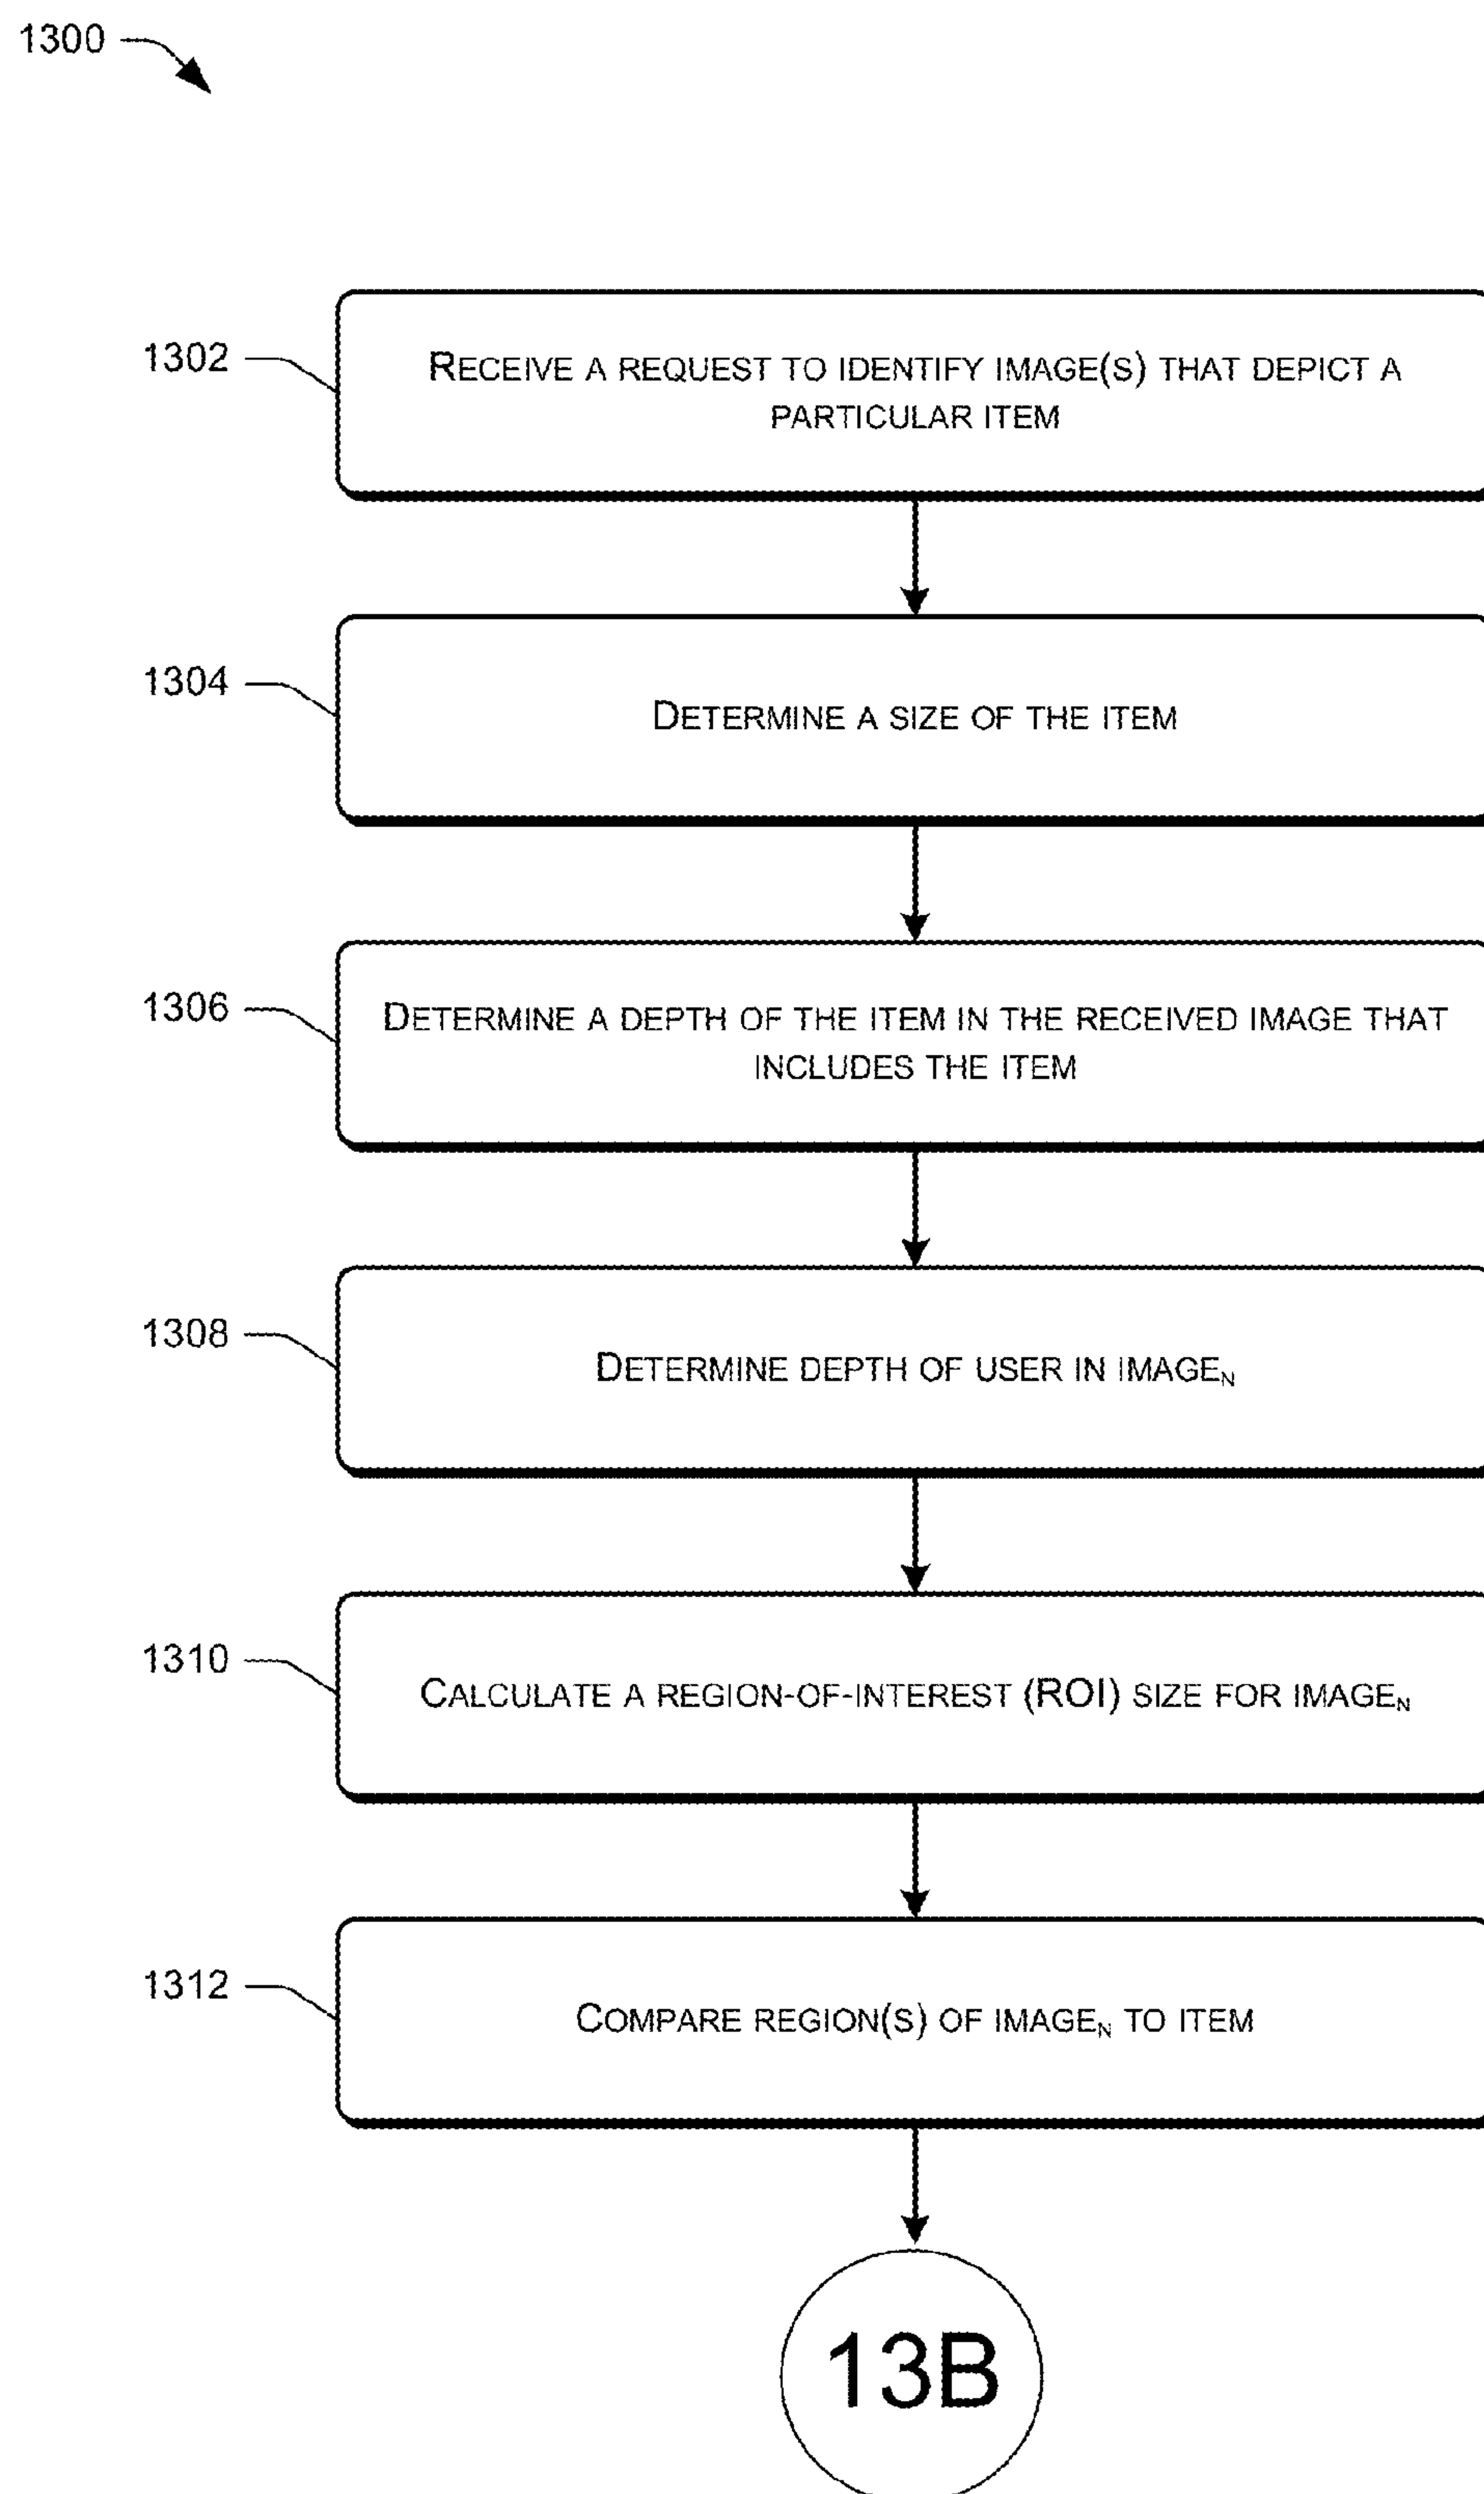 1300
1302
RECEIVE A REQUEST TO IDENTIFY IMAGE(S) THAT DEPICT A
PARTICULAR ITEM
1304
DETERMINE A SIZE OF THE ITEM
1306
DETERMINE A DEPTH OF THE ITEM IN THE RECEIVED IMAGE THAT
INCLUDES THE ITEM
1308
DETERMINE DEPTH OF USER IN IMAGEN
1310
CALCULATE A REGION-OF-INTEREST (ROI) SIZE FOR IMAGEN
1312
COMPARE REGION(S) OF IMAGEN TO ITEM
13B